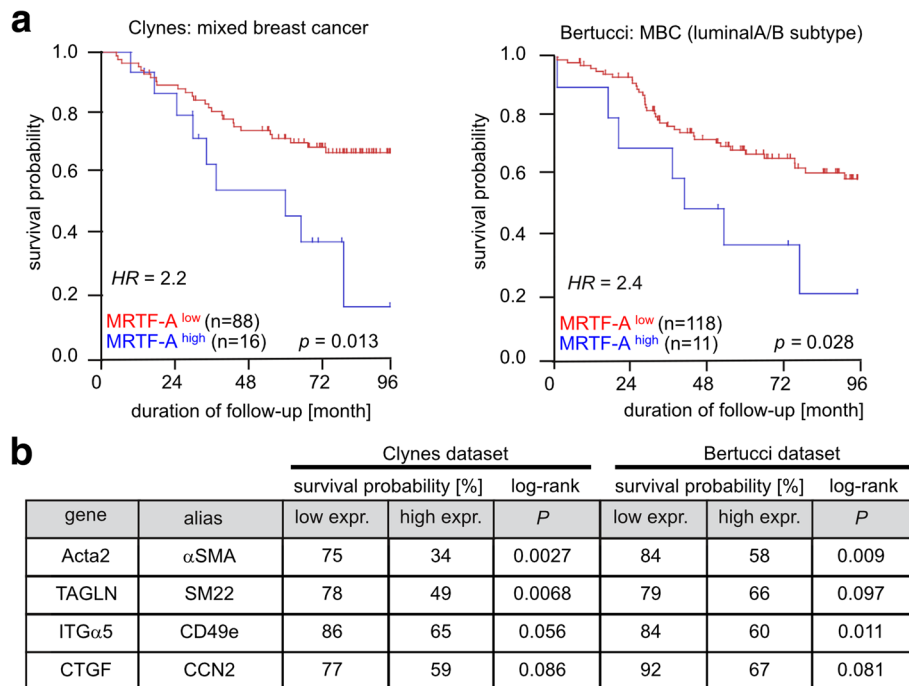 a
Clynes: mixed breast cancer
1.0
0.8
0.6
0.4
0.2
0.0
survival probability
HR = 2.2
MRTF-A low (n=88)
MRTF-A high (n=16)
p = 0.013
0 24 48 72 96
duration of follow-up [month]
Bertucci: MBC (luminalA/B subtype)
1.0
0.8
0.6
0.4
0.2
0.0
survival probability
HR = 2.4
MRTF-A low (n=118)
MRTF-A high (n=11)
p = 0.028
0 24 48 72 96
duration of follow-up [month]
b
Clynes dataset Bertucci dataset
survival probability [%] log-rank survival probability [%] log-rank
gene alias low expr. high expr. P low expr. high expr. P
Acta2 αSMA 75 34 0.0027 84 58 0.009
TAGLN SM22 78 49 0.0068 79 66 0.097
ITGα5 CD49e 86 65 0.056 84 60 0.011
CTGF CCN2 77 59 0.086 92 67 0.081